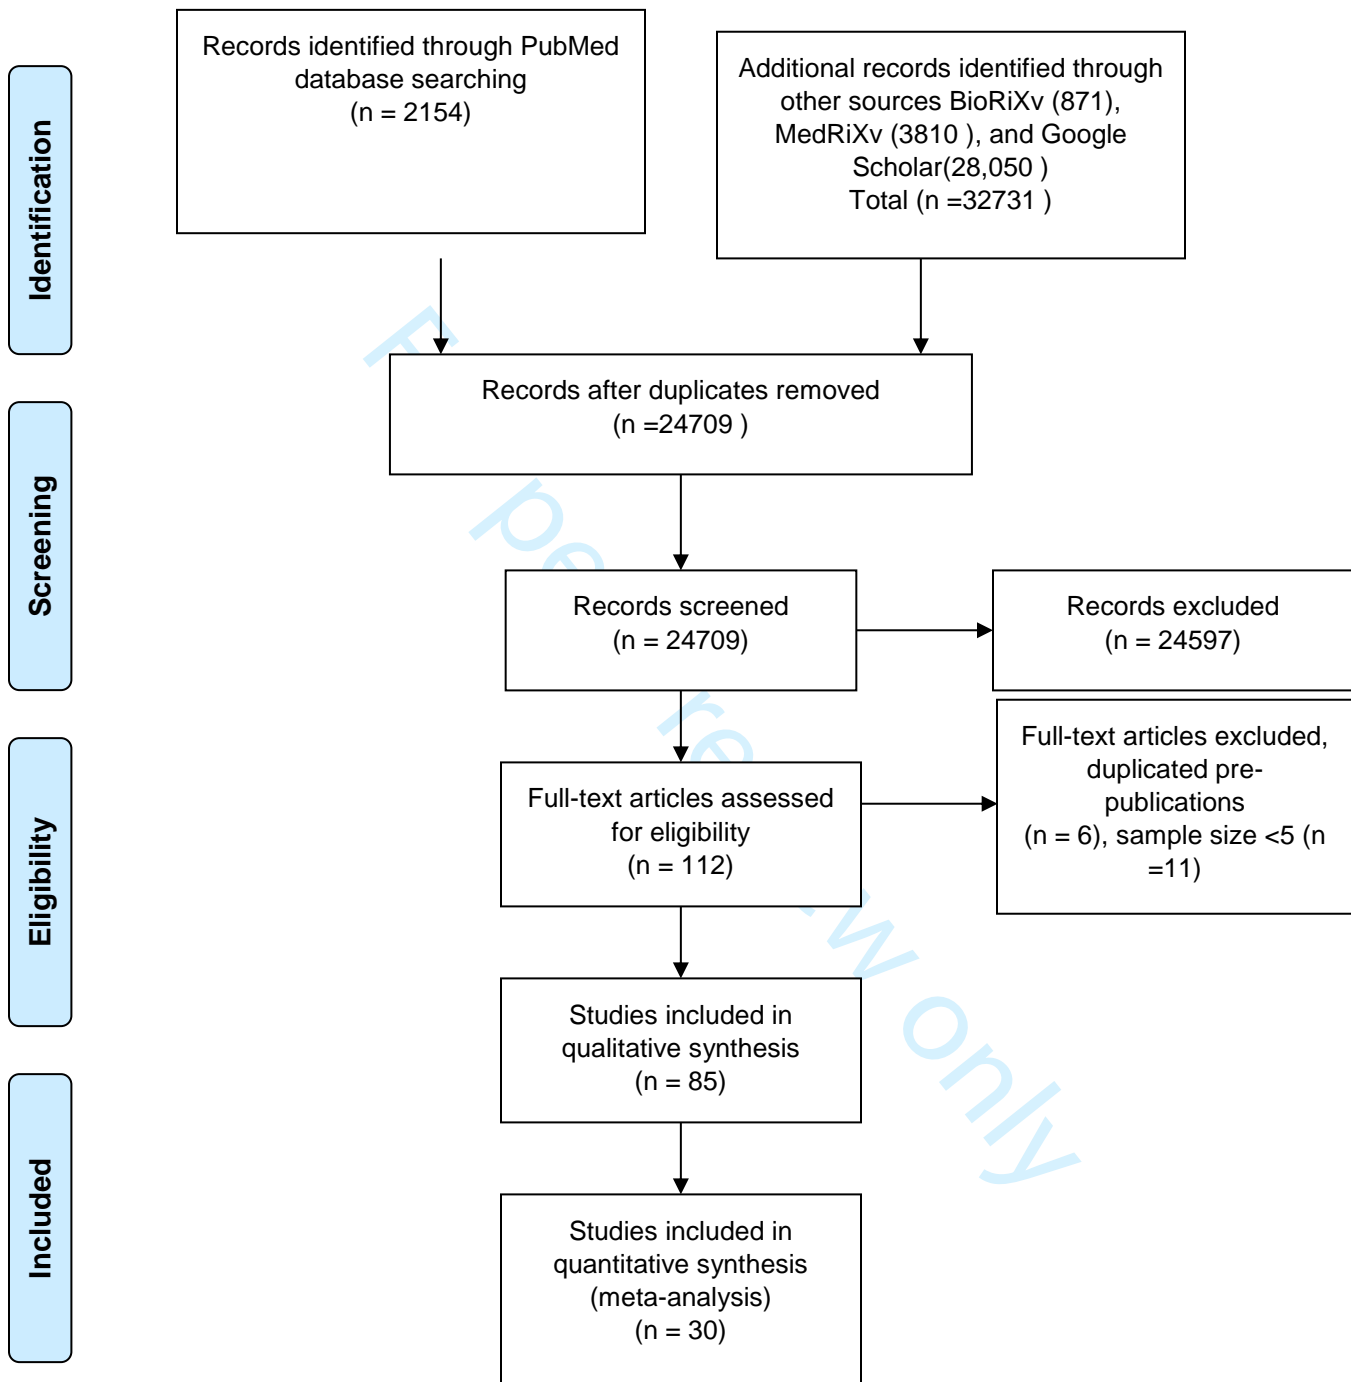 Identification
Records identified through PubMed
database searching
(n = 2154)
Additional records identified through
other sources BioRiXv (871),
MedRiXv (3810 ), and Google
Scholar(28,050 )
Total (n =32731 )
Screening
Records after duplicates removed
(n =24709 )
Records screened
(n = 24709)
Records excluded
(n = 24597)
Eligibility
Full-text articles assessed
for eligibility
(n = 112)
Full-text articles excluded,
duplicated pre-
publications
(n = 6), sample size <5 (n
=11)
Studies included in
qualitative synthesis
(n = 85)
Included
Studies included in
quantitative synthesis
(meta-analysis)
(n = 30)
only